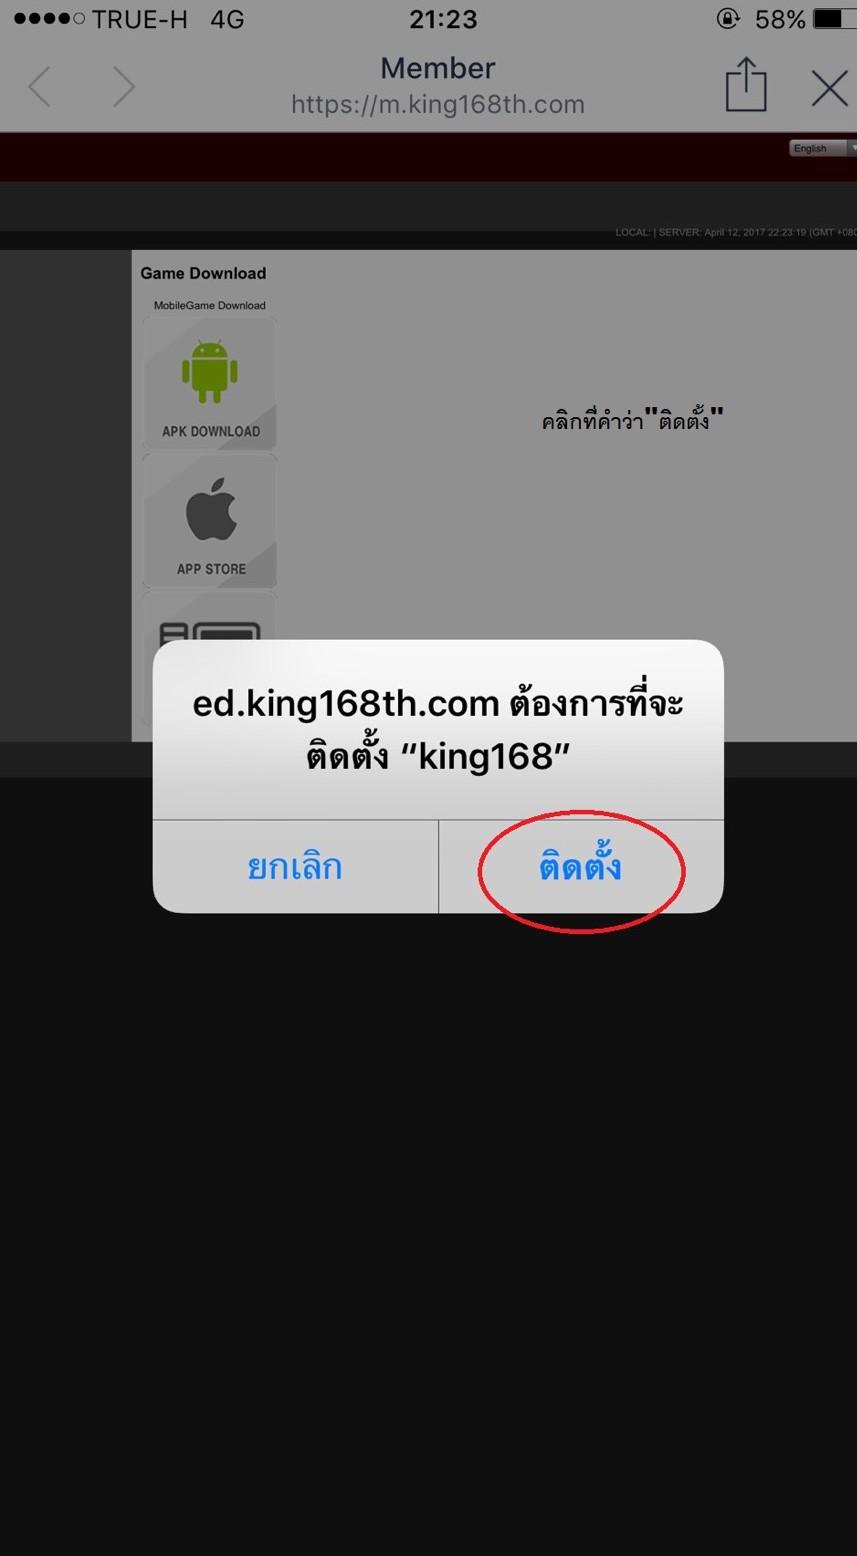 TRUE-H 4G 21:23 58%
Member
https://m.king168th.com
English
LOCAL: | SERVER: April 12, 2017 22:23:19 (GMT +080
Game Download
MobileGame Download
APK DOWNLOAD
คลิกที่คำว่า"ติดตั้ง"
APP STORE
ed.king168th.com ต้องการที่จะ
ติดตั้ง “king168”
ยกเลิก ติดตั้ง